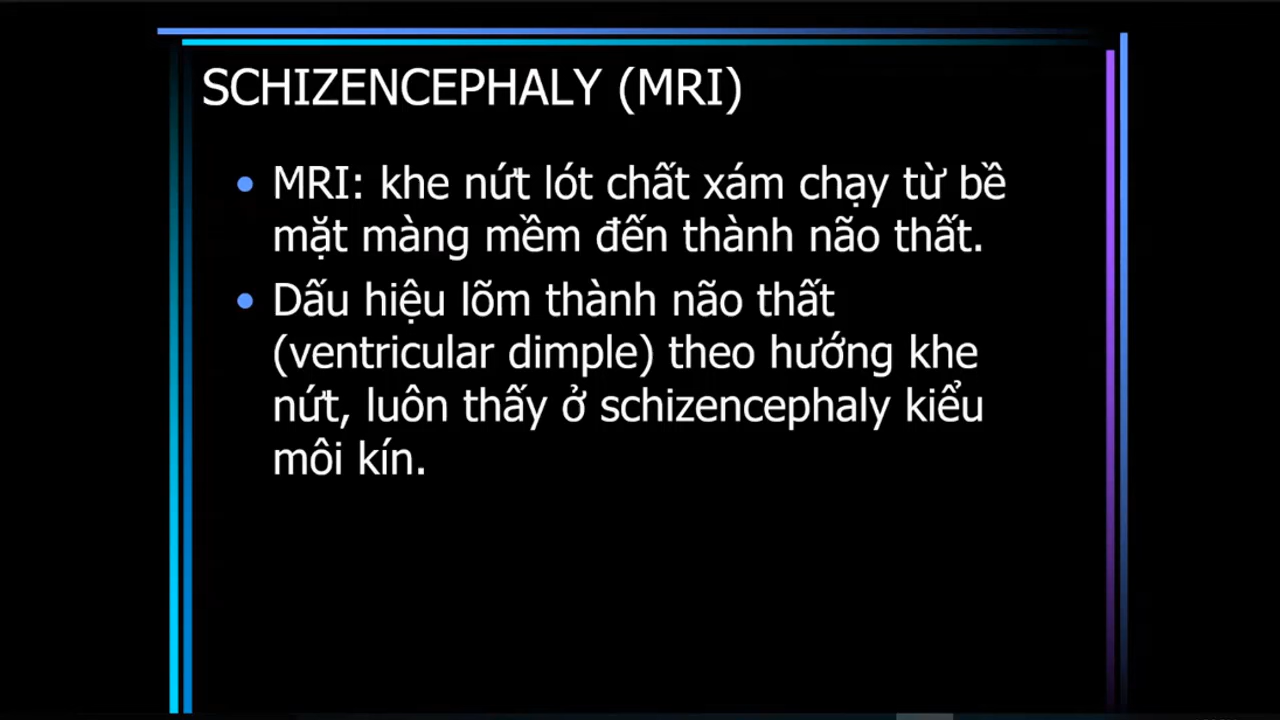 SCHIZENCEPHALY (MRI)
• MRI: khe nứt lót chất xám chạy từ bề
mặt màng mềm đến thành não thất.
• Dấu hiệu lõm thành não thất
(ventricular dimple) theo hướng khe
nứt, luôn thấy ở schizencephaly kiểu
môi kín.